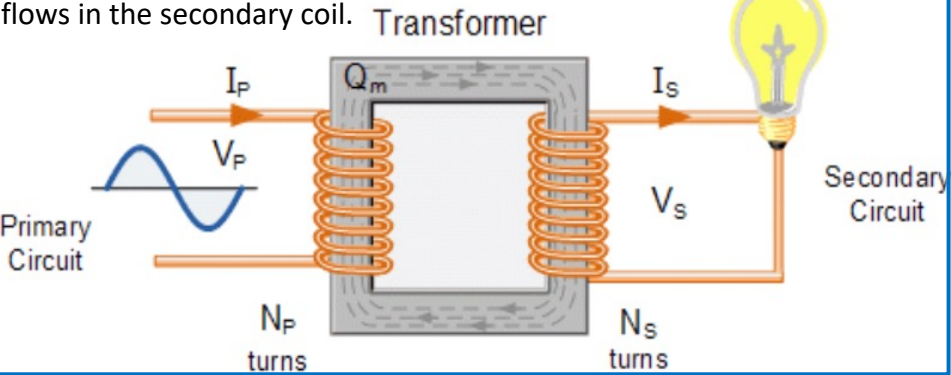 flows in the secondary coil.
Transformer
Iₚ
Qₘ
Iₛ
Vₚ
Vₛ
Secondary
Circuit
Primary
Circuit
Nₚ
turns
Nₛ
turns